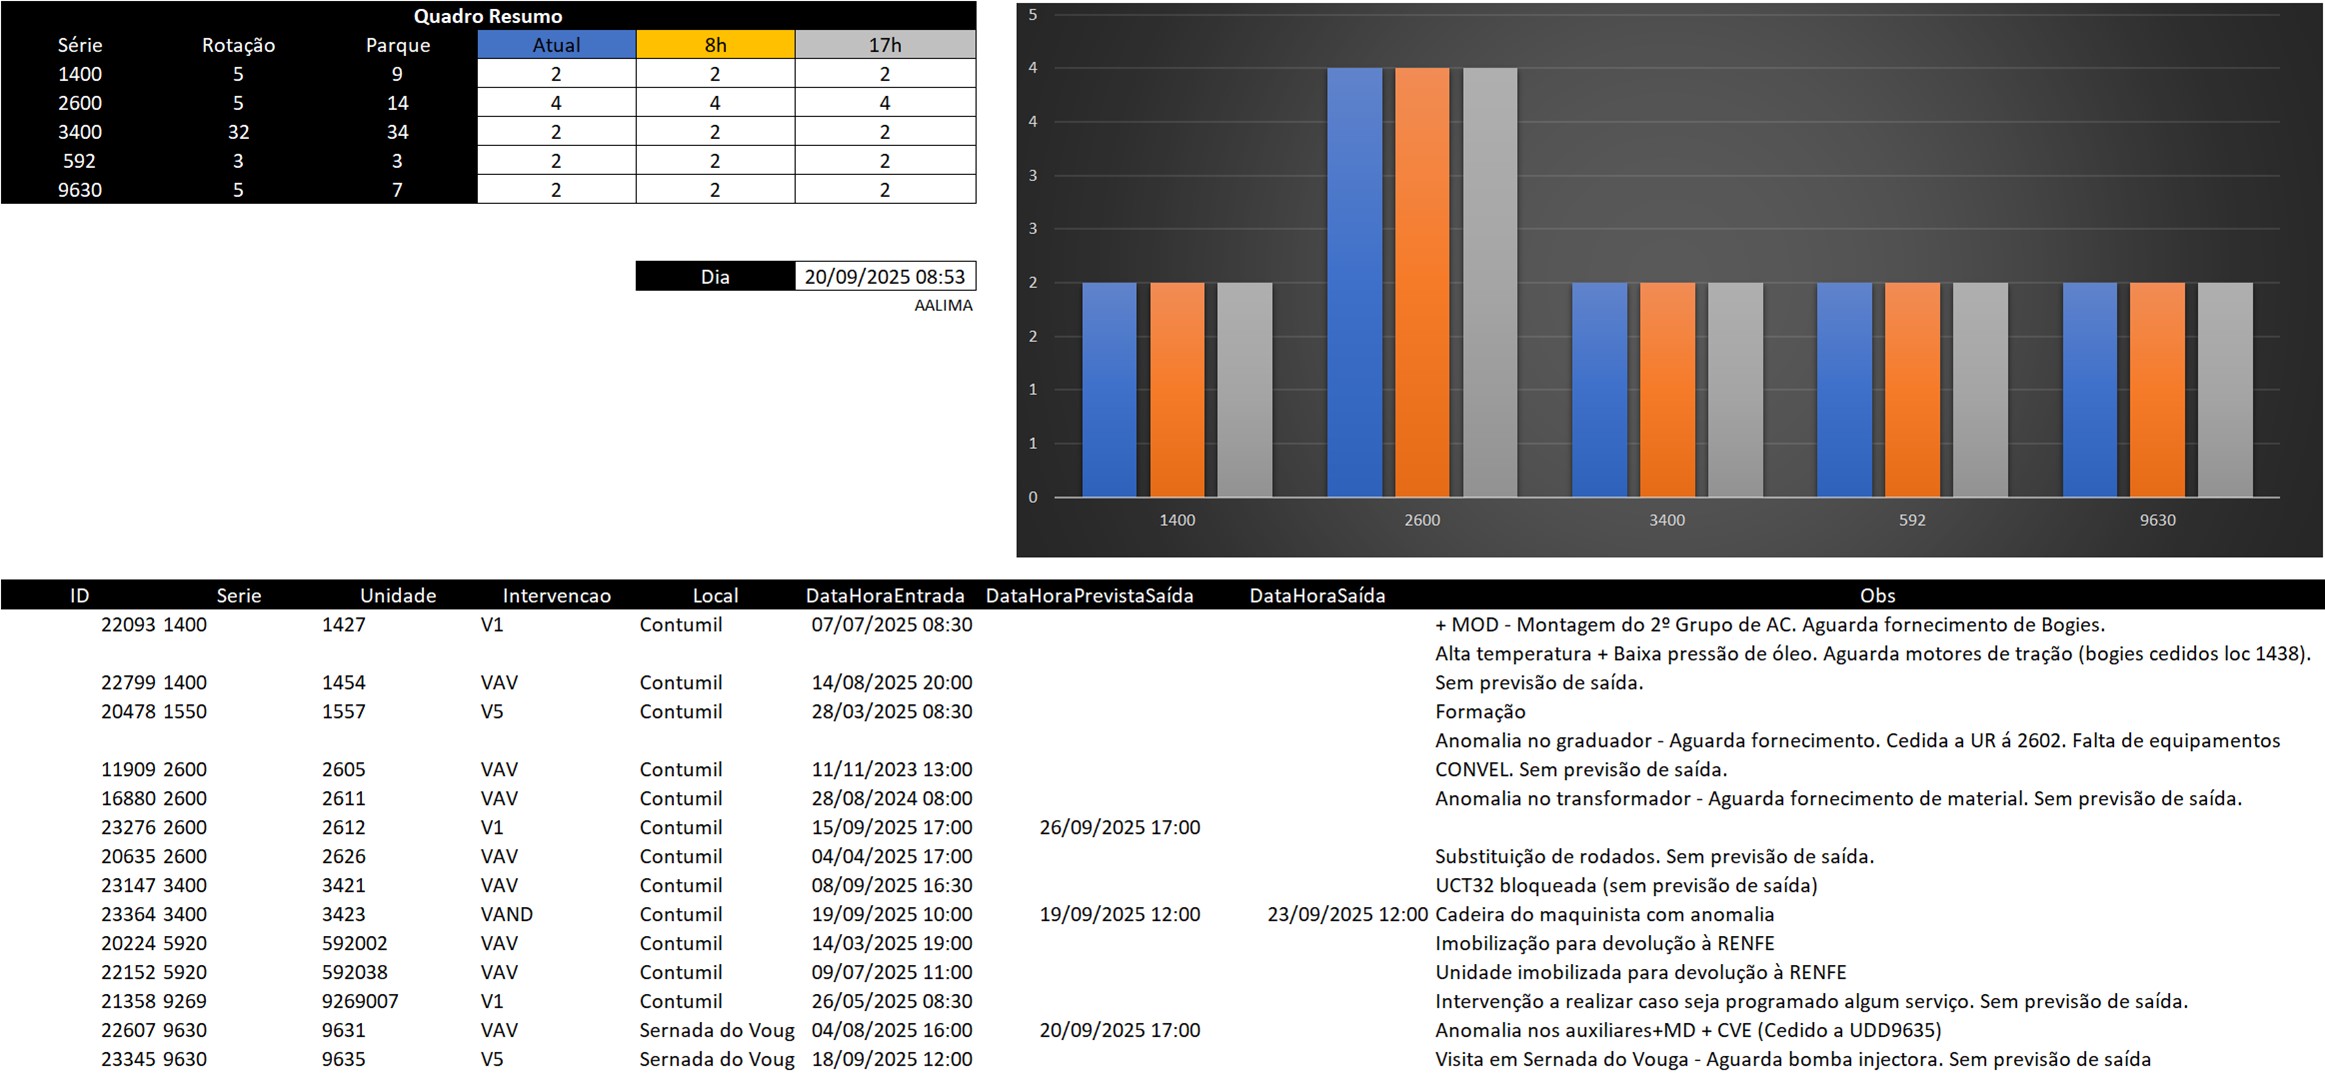 Quadro Resumo
Série Rotação Parque Atual 8h 17h
1400 5 9 2 2 2
2600 5 14 4 4 4
3400 32 34 2 2 2
592 3 3 2 2 2
9630 5 7 2 2 2
Dia 20/09/2025 08:53
AALIMA
5
4
4
3
3
2
2
1
1
0
1400 2600 3400 592 9630
ID Serie Unidade Intervencao Local DataHoraEntrada DataHoraPrevistaSaída DataHoraSaída Obs
22093 1400 1427 V1 Contumil 07/07/2025 08:30 + MOD - Montagem do 2º Grupo de AC. Aguarda fornecimento de Bogies.
Alta temperatura + Baixa pressão de óleo. Aguarda motores de tração (bogies cedidos loc 1438).
22799 1400 1454 VAV Contumil 14/08/2025 20:00 Sem previsão de saída.
20478 1550 1557 V5 Contumil 28/03/2025 08:30 Formação
Anomalia no graduador - Aguarda fornecimento. Cedida a UR á 2602. Falta de equipamentos
11909 2600 2605 VAV Contumil 11/11/2023 13:00 CONVEL. Sem previsão de saída.
16880 2600 2611 VAV Contumil 28/08/2024 08:00 Anomalia no transformador - Aguarda fornecimento de material. Sem previsão de saída.
23276 2600 2612 V1 Contumil 15/09/2025 17:00 26/09/2025 17:00
20635 2600 2626 VAV Contumil 04/04/2025 17:00 Substituição de rodados. Sem previsão de saída.
23147 3400 3421 VAV Contumil 08/09/2025 16:30 UCT32 bloqueada (sem previsão de saída)
23364 3400 3423 VAND Contumil 19/09/2025 10:00 19/09/2025 12:00 23/09/2025 12:00 Cadeira do maquinista com anomalia
20224 5920 592002 VAV Contumil 14/03/2025 19:00 Imobilização para devolução à RENFE
22152 5920 592038 VAV Contumil 09/07/2025 11:00 Unidade imobilizada para devolução à RENFE
21358 9269 9269007 V1 Contumil 26/05/2025 08:30 Intervenção a realizar caso seja programado algum serviço. Sem previsão de saída.
22607 9630 9631 VAV Sernada do Voug 04/08/2025 16:00 20/09/2025 17:00 Anomalia nos auxiliares+MD + CVE (Cedido a UDD9635)
23345 9630 9635 V5 Sernada do Voug 18/09/2025 12:00 Visita em Sernada do Vouga - Aguarda bomba injectora. Sem previsão de saída